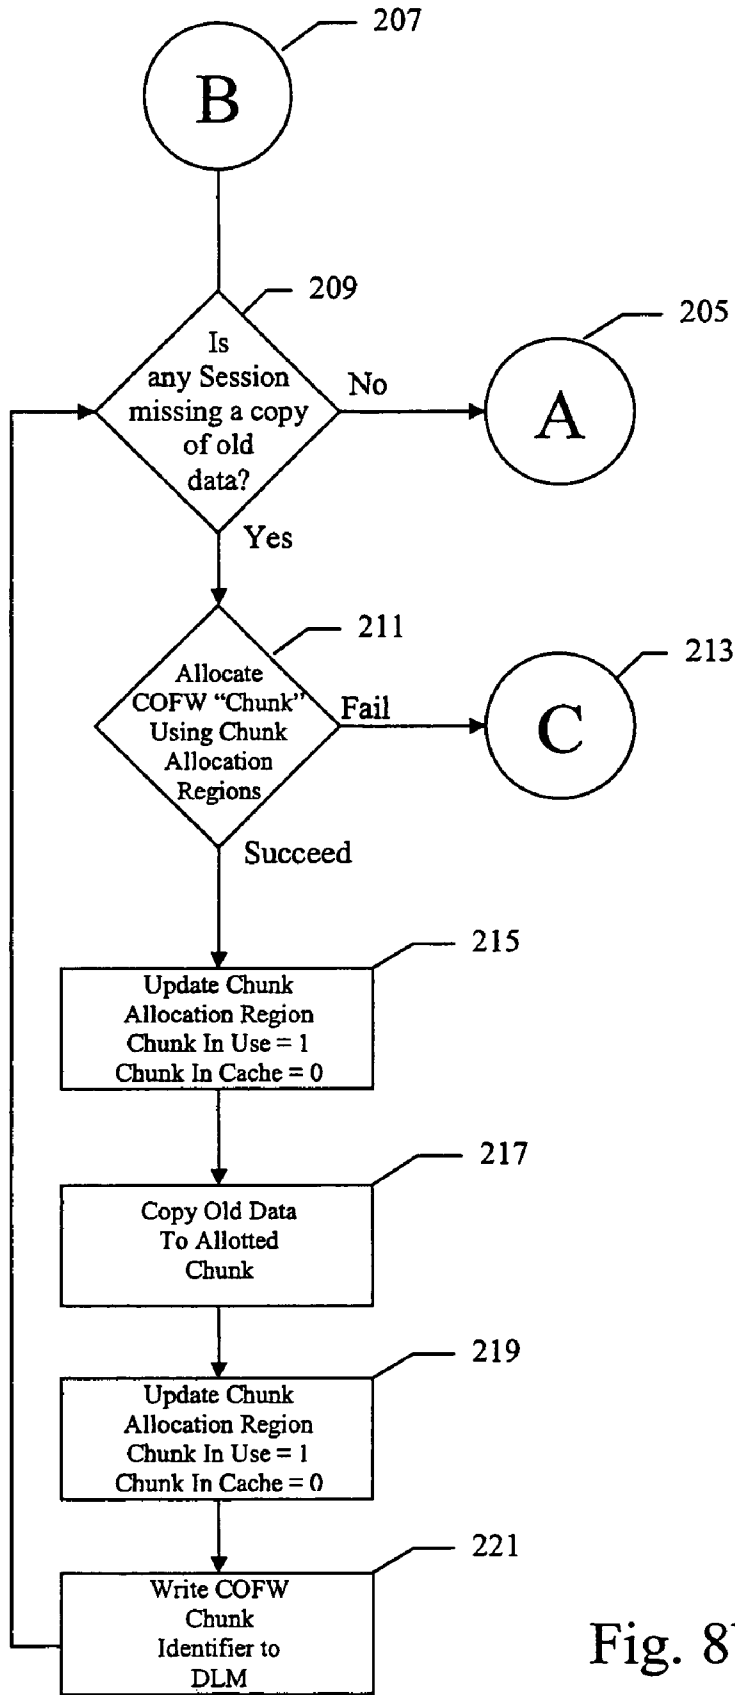 207
B
209
Is
any Session
missing a copy
of old
data?
No
205
A
Yes
211
Allocate
COFW “Chunk”
Using Chunk
Allocation
Regions
Fail
213
C
Succeed
215
Update Chunk
Allocation Region
Chunk In Use = 1
Chunk In Cache = 0
217
Copy Old Data
To Allotted
Chunk
219
Update Chunk
Allocation Region
Chunk In Use = 1
Chunk In Cache = 0
221
Write COFW
Chunk
Identifier to
DLM
Fig. 8